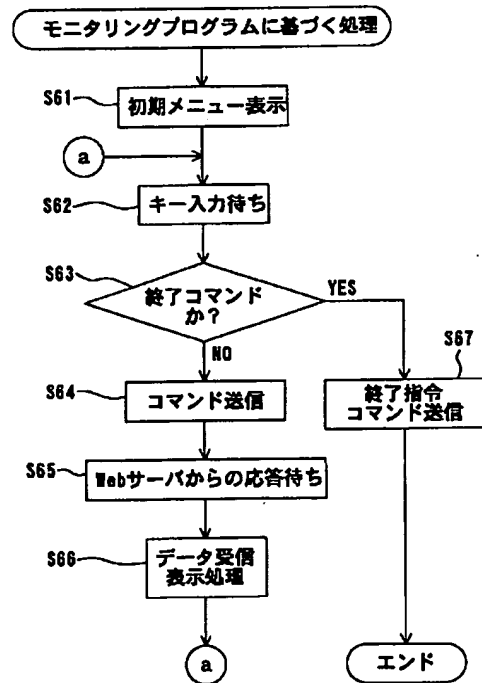 モニタリングプログラムに基づく処理
S61
初期メニュー表示
a
S62
キー入力待ち
S63
終了コマンド
か？
YES
NO
S67
終了指令
コマンド送信
S64
コマンド送信
S65
Webサーバからの応答待ち
S66
データ受信
表示処理
a
エンド